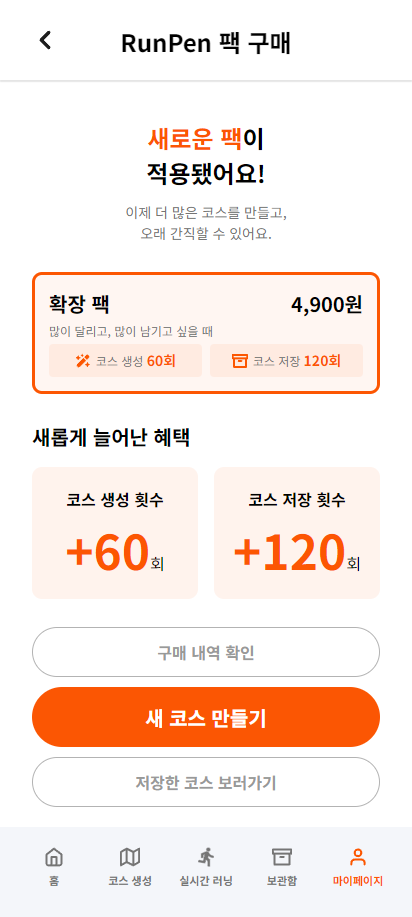 RunPen 팩 구매
새로운 팩이
적용됐어요!
이제 더 많은 코스를 만들고,
오래 간직할 수 있어요.
확장 팩 4,900원
많이 달리고, 많이 남기고 싶을 때
코스 생성 60회 코스 저장 120회
새롭게 늘어난 혜택
코스 생성 횟수 코스 저장 횟수
+60회 +120회
구매 내역 확인
새 코스 만들기
저장한 코스 보러가기
홈 코스 생성 실시간 러닝 보관함 마이페이지